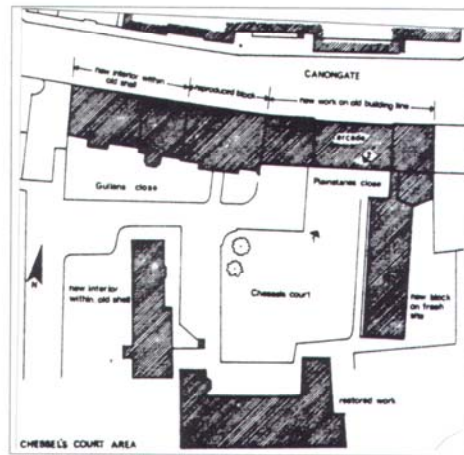 CANONGATE
new interior within
old shell
reproduced block
new work on old building line
arcade
Gullans close
Plainstanes close
Chessels court
N
new interior
within old shell
new block
on fresh
site
restored work
CHESSEL'S COURT AREA